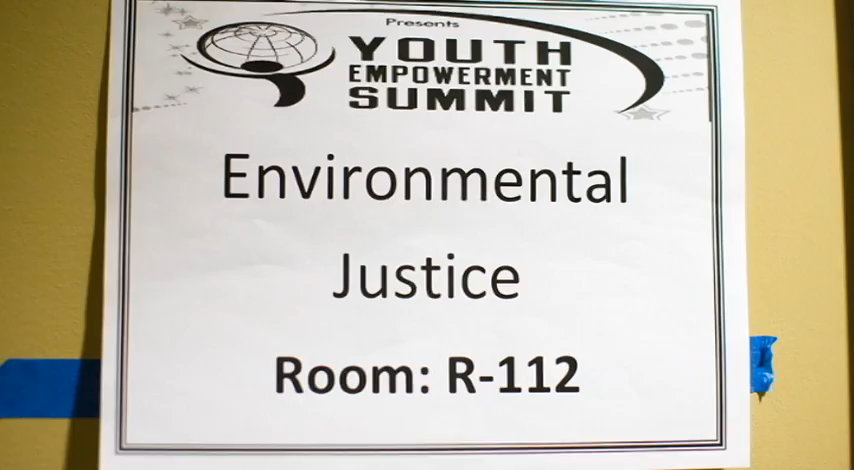 Presents
YOUTH
EMPOWERMENT
SUMMIT
Environmental
Justice
Room: R-112